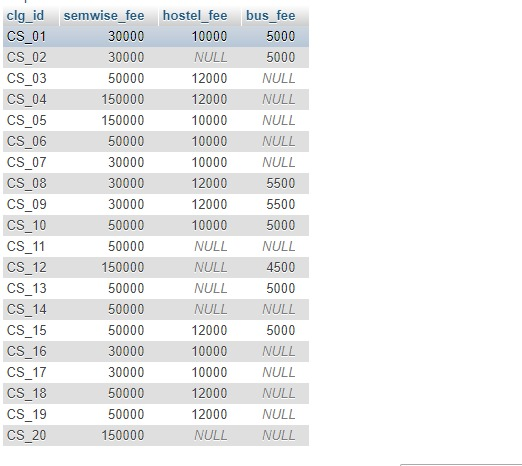 clg_id semwise_fee hostel_fee bus_fee
CS_01 30000 10000 5000
CS_02 30000 NULL 5000
CS_03 50000 12000 NULL
CS_04 150000 12000 NULL
CS_05 150000 10000 NULL
CS_06 50000 10000 NULL
CS_07 30000 10000 NULL
CS_08 30000 12000 5500
CS_09 30000 12000 5500
CS_10 50000 10000 5000
CS_11 50000 NULL NULL
CS_12 150000 NULL 4500
CS_13 50000 NULL 5000
CS_14 50000 NULL NULL
CS_15 50000 12000 5000
CS_16 30000 10000 NULL
CS_17 30000 10000 NULL
CS_18 50000 12000 NULL
CS_19 50000 12000 NULL
CS_20 150000 NULL NULL